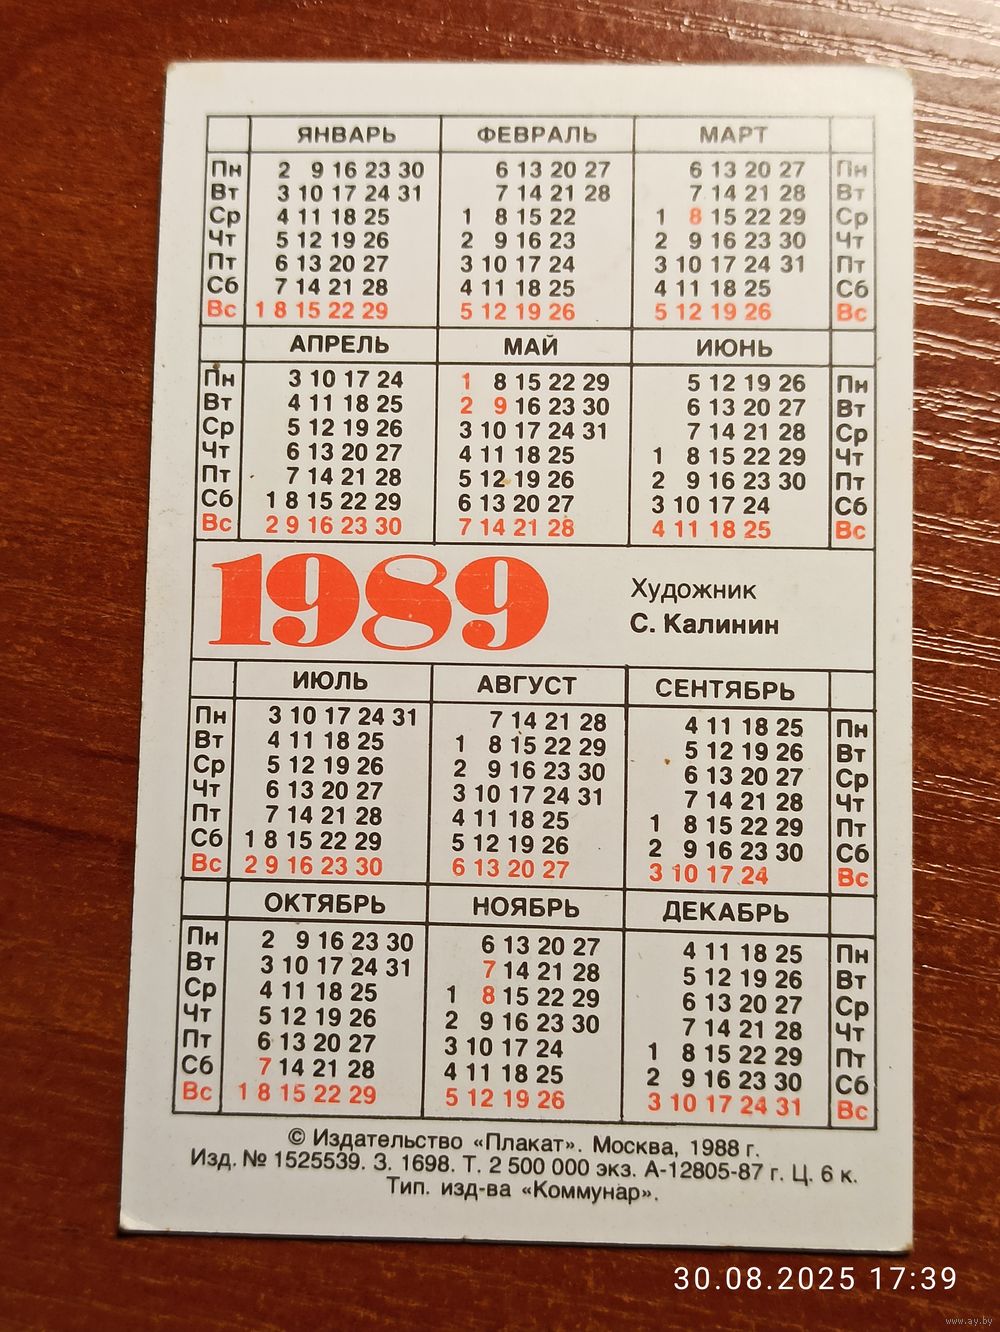 ЯНВАРЬ ФЕВРАЛЬ МАРТ
Пн 2 9 16 23 30 6 13 20 27 6 13 20 27 Пн
Вт 3 10 17 24 31 7 14 21 28 7 14 21 28 Вт
Ср 4 11 18 25 1 8 15 22 1 8 15 22 29 Ср
Чт 5 12 19 26 2 9 16 23 2 9 16 23 30 Чт
Пт 6 13 20 27 3 10 17 24 3 10 17 24 31 Пт
Сб 7 14 21 28 4 11 18 25 4 11 18 25 Сб
Вс 1 8 15 22 29 5 12 19 26 5 12 19 26 Вс
АПРЕЛЬ МАЙ ИЮНЬ
Пн 3 10 17 24 1 8 15 22 29 5 12 19 26 Пн
Вт 4 11 18 25 2 9 16 23 30 6 13 20 27 Вт
Ср 5 12 19 26 3 10 17 24 31 7 14 21 28 Ср
Чт 6 13 20 27 4 11 18 25 1 8 15 22 29 Чт
Пт 7 14 21 28 5 12 19 26 2 9 16 23 30 Пт
Сб 1 8 15 22 29 6 13 20 27 3 10 17 24 Сб
Вс 2 9 16 23 30 7 14 21 28 4 11 18 25 Вс
1989
Художник
С. Калинин
ИЮЛЬ АВГУСТ СЕНТЯБРЬ
Пн 3 10 17 24 31 7 14 21 28 4 11 18 25 Пн
Вт 4 11 18 25 1 8 15 22 29 5 12 19 26 Вт
Ср 5 12 19 26 2 9 16 23 30 6 13 20 27 Ср
Чт 6 13 20 27 3 10 17 24 31 7 14 21 28 Чт
Пт 7 14 21 28 4 11 18 25 1 8 15 22 29 Пт
Сб 1 8 15 22 29 5 12 19 26 2 9 16 23 30 Сб
Вс 2 9 16 23 30 6 13 20 27 3 10 17 24 Вс
ОКТЯБРЬ НОЯБРЬ ДЕКАБРЬ
Пн 2 9 16 23 30 6 13 20 27 4 11 18 25 Пн
Вт 3 10 17 24 31 7 14 21 28 5 12 19 26 Вт
Ср 4 11 18 25 1 8 15 22 29 6 13 20 27 Ср
Чт 5 12 19 26 2 9 16 23 30 7 14 21 28 Чт
Пт 6 13 20 27 3 10 17 24 1 8 15 22 29 Пт
Сб 7 14 21 28 4 11 18 25 2 9 16 23 30 Сб
Вс 1 8 15 22 29 5 12 19 26 3 10 17 24 31 Вс
© Издательство «Плакат». Москва, 1988 г.
Изд. № 1525539. З. 1698. Т. 2 500 000 экз. А-12805-87 г. Ц. 6 к.
Тип. изд-ва «Коммунар».
30.08.2025 17:39
www.ay.by